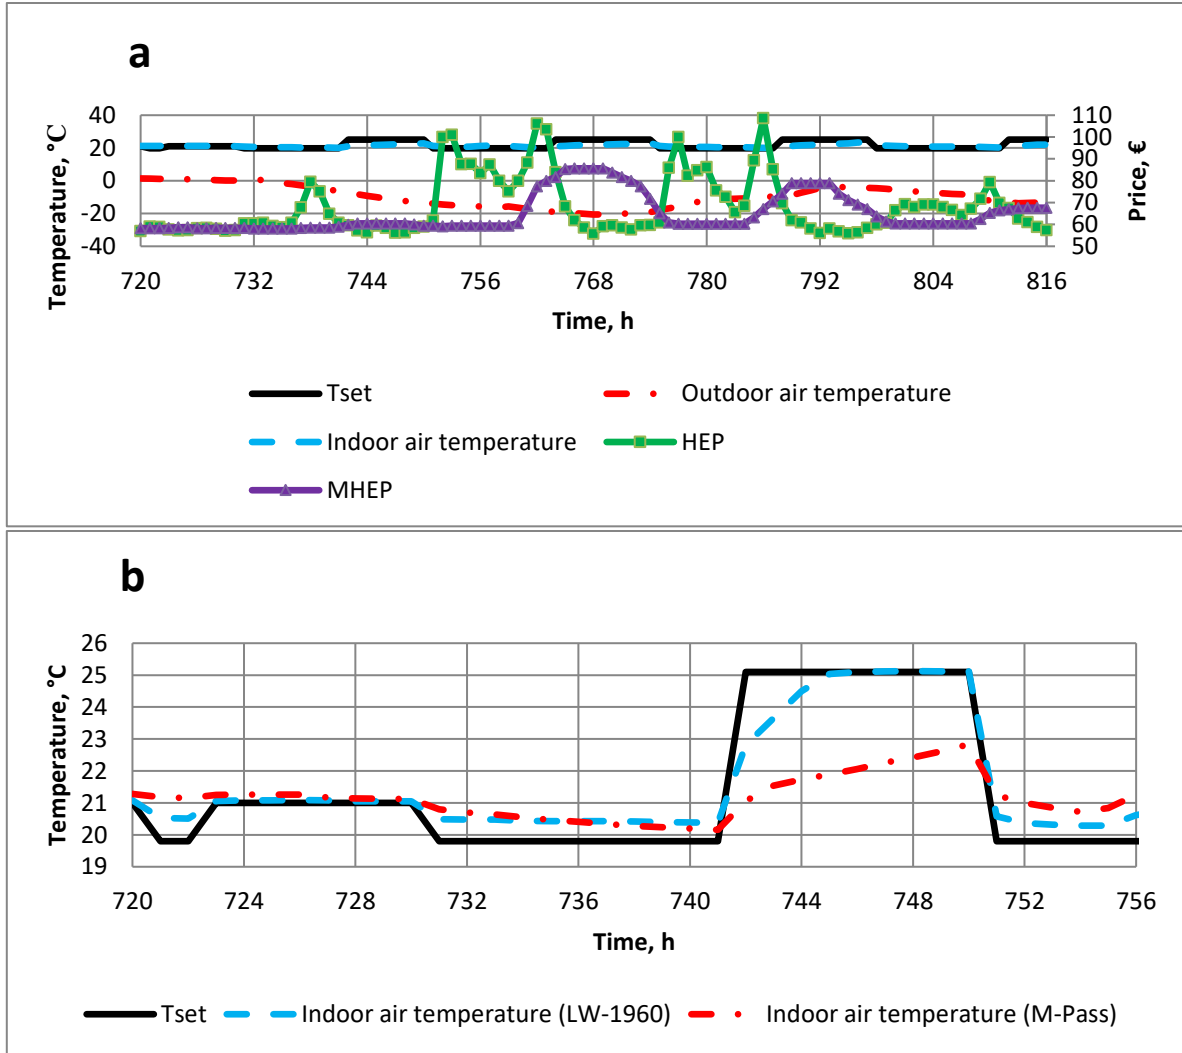 a
Temperature, °C
40
20
0
-20
-40
110
100
90
80
70
60
50
Price, €
720 732 744 756 768 780 792 804 816
Time, h
Tset Outdoor air temperature
Indoor air temperature HEP
MHEP
b
Temperature, °C
26
25
24
23
22
21
20
19
720 724 728 732 736 740 744 748 752 756
Time, h
Tset Indoor air temperature (LW-1960) Indoor air temperature (M-Pass)